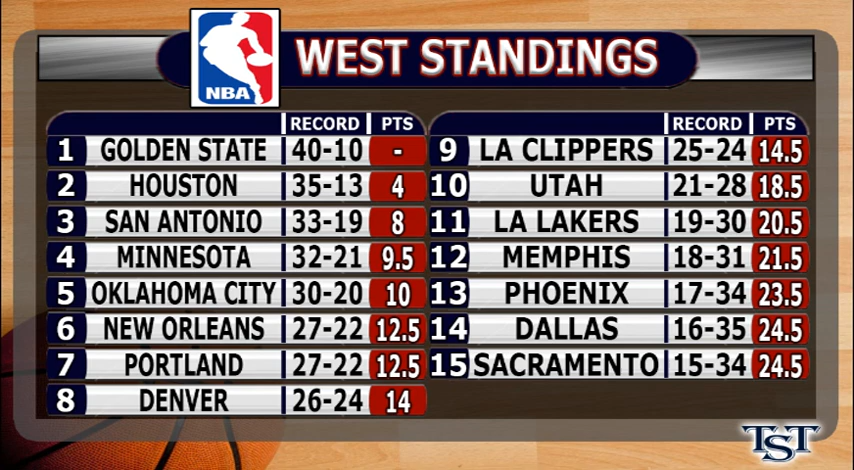 NBA
WEST STANDINGS
RECORD PTS
1 GOLDEN STATE 40-10 -
2 HOUSTON 35-13 4
3 SAN ANTONIO 33-19 8
4 MINNESOTA 32-21 9.5
5 OKLAHOMA CITY 30-20 10
6 NEW ORLEANS 27-22 12.5
7 PORTLAND 27-22 12.5
8 DENVER 26-24 14
RECORD PTS
9 LA CLIPPERS 25-24 14.5
10 UTAH 21-28 18.5
11 LA LAKERS 19-30 20.5
12 MEMPHIS 18-31 21.5
13 PHOENIX 17-34 23.5
14 DALLAS 16-35 24.5
15 SACRAMENTO 15-34 24.5
TST